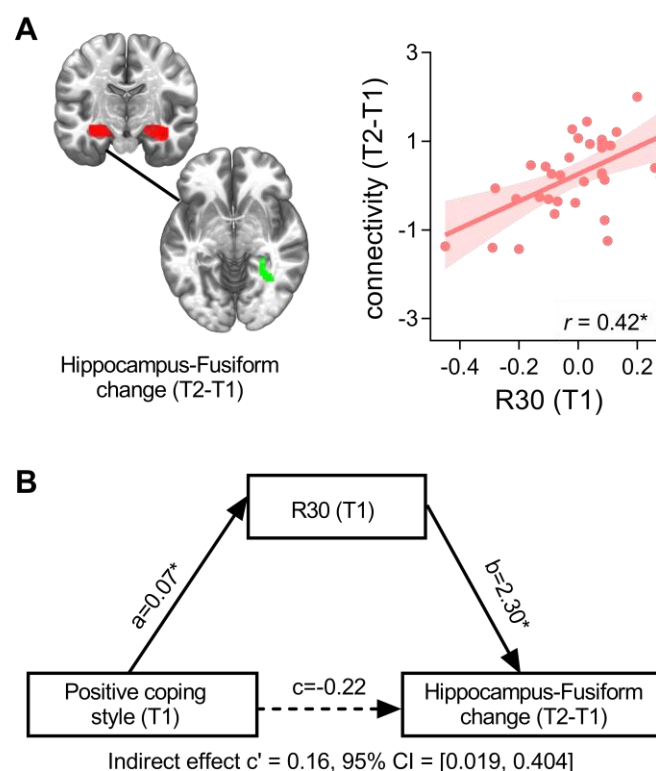 A
Hippocampus-Fusiform
change (T2-T1)
connectivity (T2-T1)
3
1
-1
-3
r = 0.42*
-0.4
-0.2
0.0
0.2
R30 (T1)
B
R30 (T1)
a=0.07*
b=2.30*
Positive coping
style (T1)
c=-0.22
Hippocampus-Fusiform
change (T2-T1)
Indirect effect c' = 0.16, 95% CI = [0.019, 0.404]